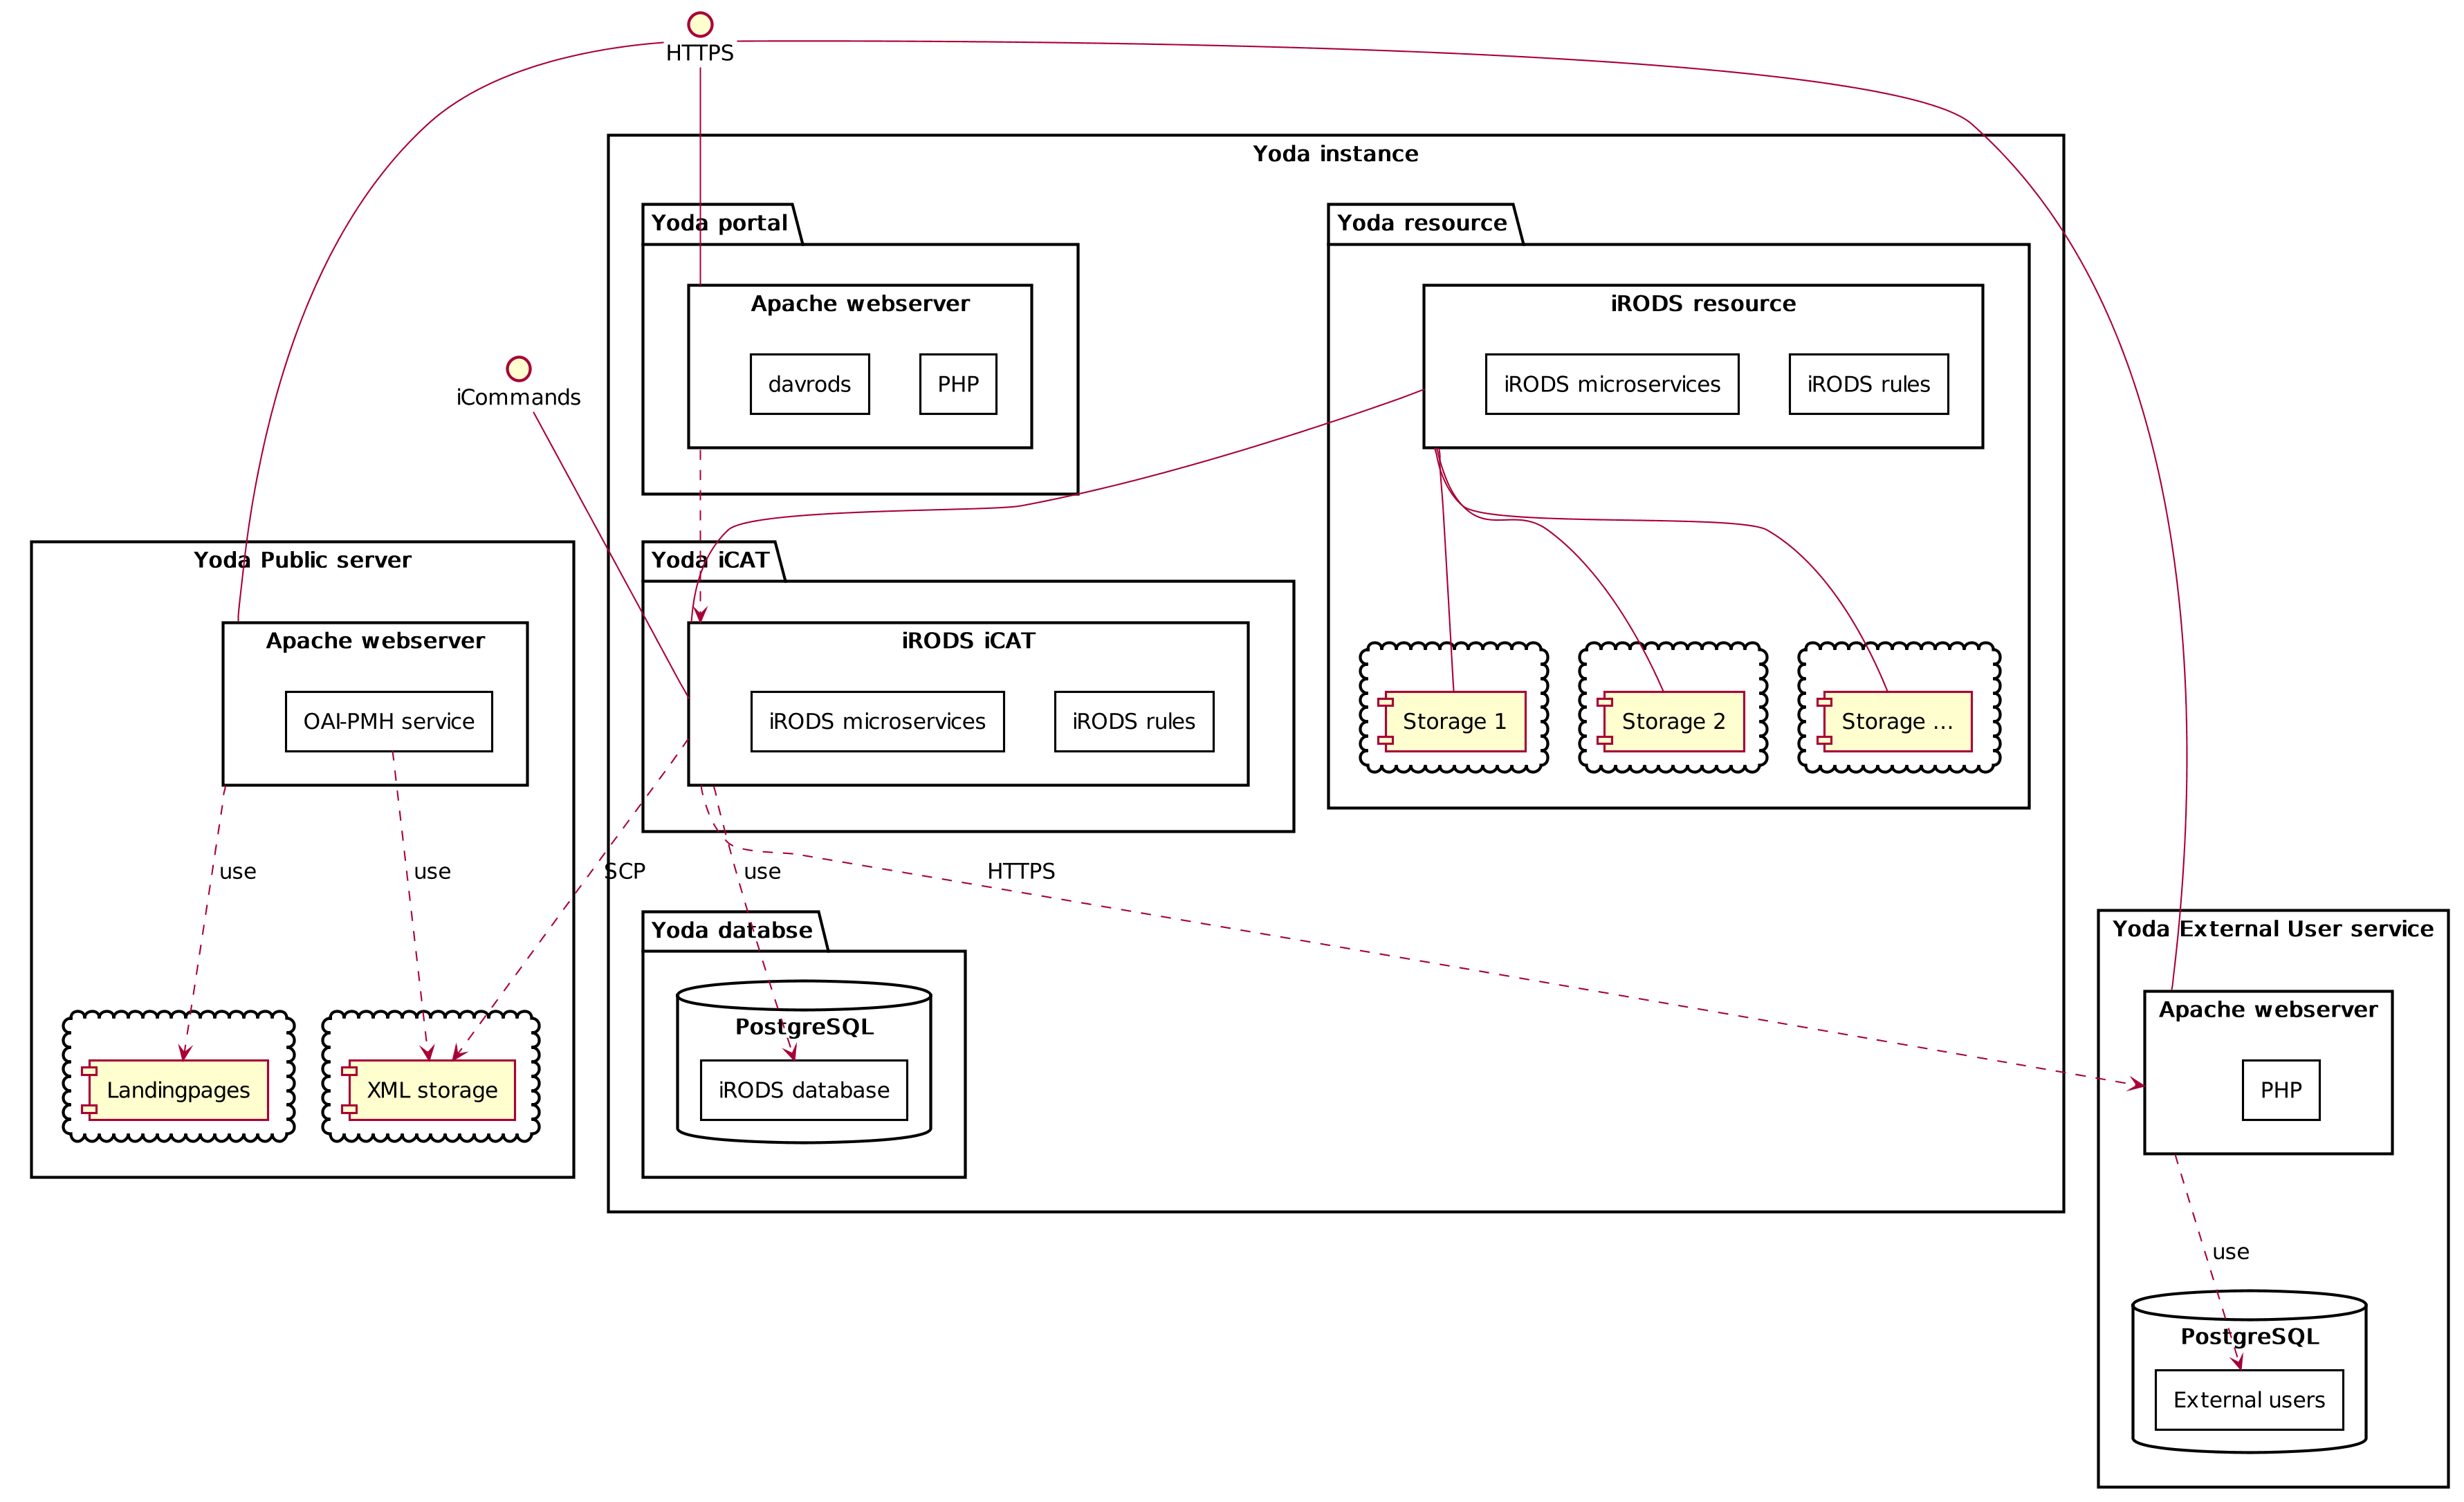 HTTPS
Yoda instance
Yoda portal
Yoda resource
Apache webserver
iRODS resource
davrods
PHP
iRODS microservices
iRODS rules
iCommands
Yoda Public server
Yoda iCAT
Apache webserver
iRODS iCAT
OAI-PMH service
iRODS microservices
iRODS rules
Storage 1
Storage 2
Storage ...
use
use
SCP
use
HTTPS
Yoda databse
Yoda External User service
PostgreSQL
Apache webserver
Landingpages
XML storage
iRODS database
PHP
use
PostgreSQL
External users